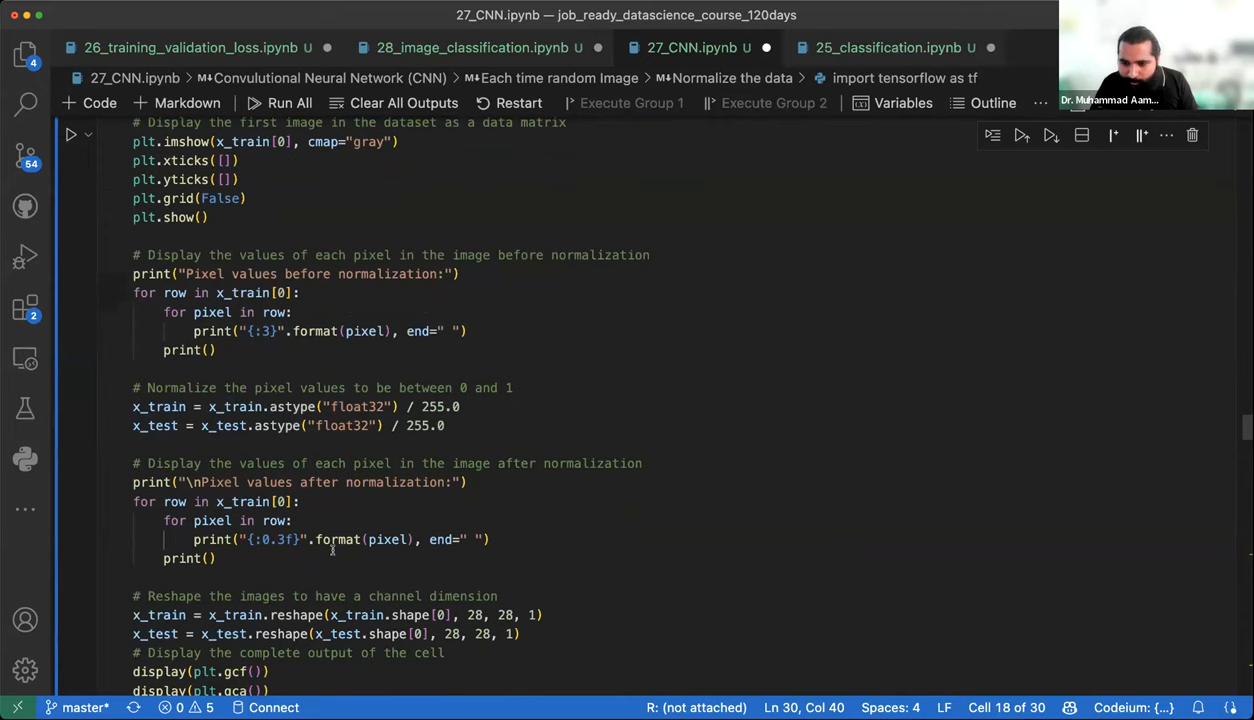 27_CNN.ipynb — job_ready_datascience_course_120days
26_training_validation_loss.ipynb U
28_image_classification.ipynb U
27_CNN.ipynb U
25_classification.ipynb U
27_CNN.ipynb > M↓Convulutional Neural Network (CNN) > M↓Each time random Image > M↓Normalize the data > import tensorflow as tf
+ Code + Markdown Run All Clear All Outputs Restart Execute Group 1 Execute Group 2 Variables Outline ...
Dr. Muhammad Aam...
# Display the first image in the dataset as a data matrix
plt.imshow(x_train[0], cmap="gray")
plt.xticks([])
plt.yticks([])
plt.grid(False)
plt.show()
# Display the values of each pixel in the image before normalization
print("Pixel values before normalization:")
for row in x_train[0]:
for pixel in row:
print("{:3}".format(pixel), end=" ")
print()
# Normalize the pixel values to be between 0 and 1
x_train = x_train.astype("float32") / 255.0
x_test = x_test.astype("float32") / 255.0
# Display the values of each pixel in the image after normalization
print("\nPixel values after normalization:")
for row in x_train[0]:
for pixel in row:
print("{:0.3f}".format(pixel), end=" ")
print()
# Reshape the images to have a channel dimension
x_train = x_train.reshape(x_train.shape[0], 28, 28, 1)
x_test = x_test.reshape(x_test.shape[0], 28, 28, 1)
# Display the complete output of the cell
display(plt.gcf())
display(plt.gca())
4
54
2
master* 0 5 Connect R: (not attached) Ln 30, Col 40 Spaces: 4 LF Cell 18 of 30 Codeium: {...}